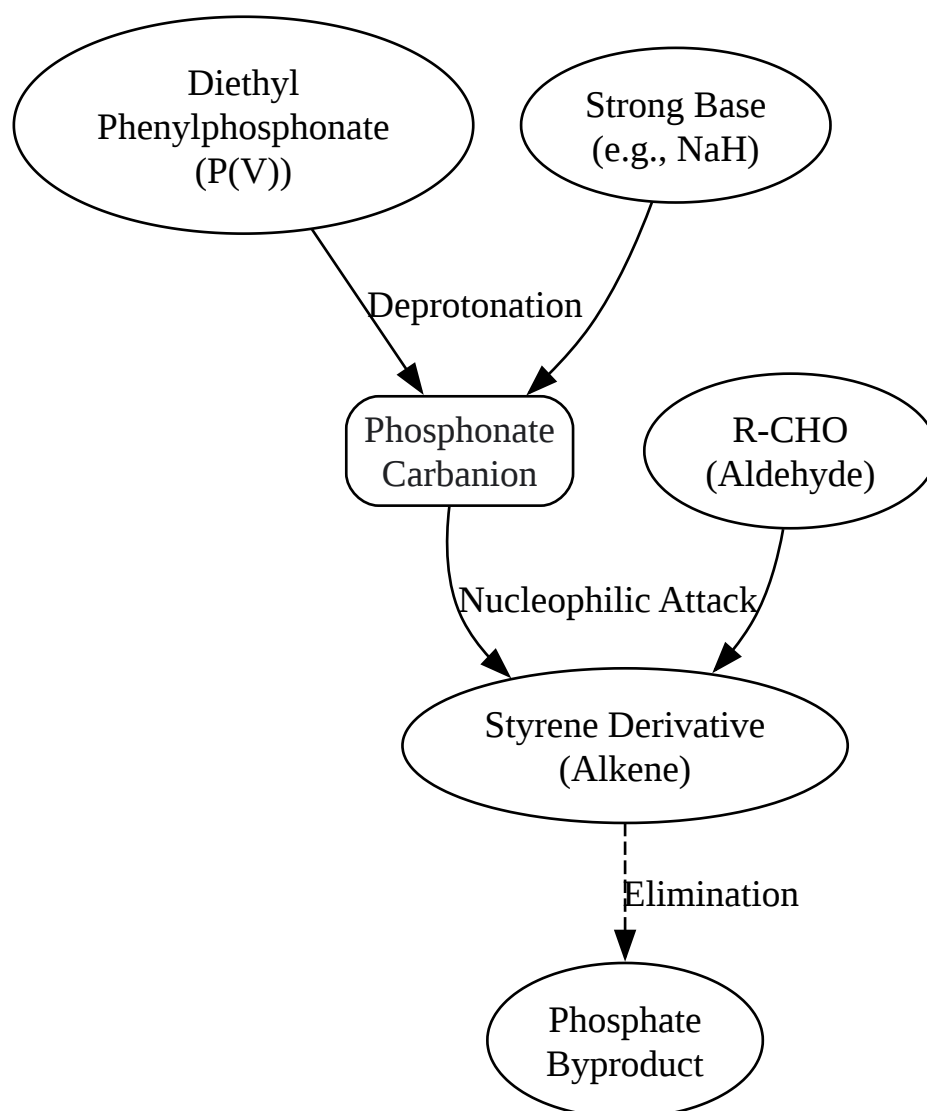 Diethyl
Phenylphosphonate
(P(V))
Strong Base
(e.g., NaH)
Deprotonation
Phosphonate
Carbanion
R-CHO
(Aldehyde)
Nucleophilic Attack
Styrene Derivative
(Alkene)
Elimination
Phosphate
Byproduct